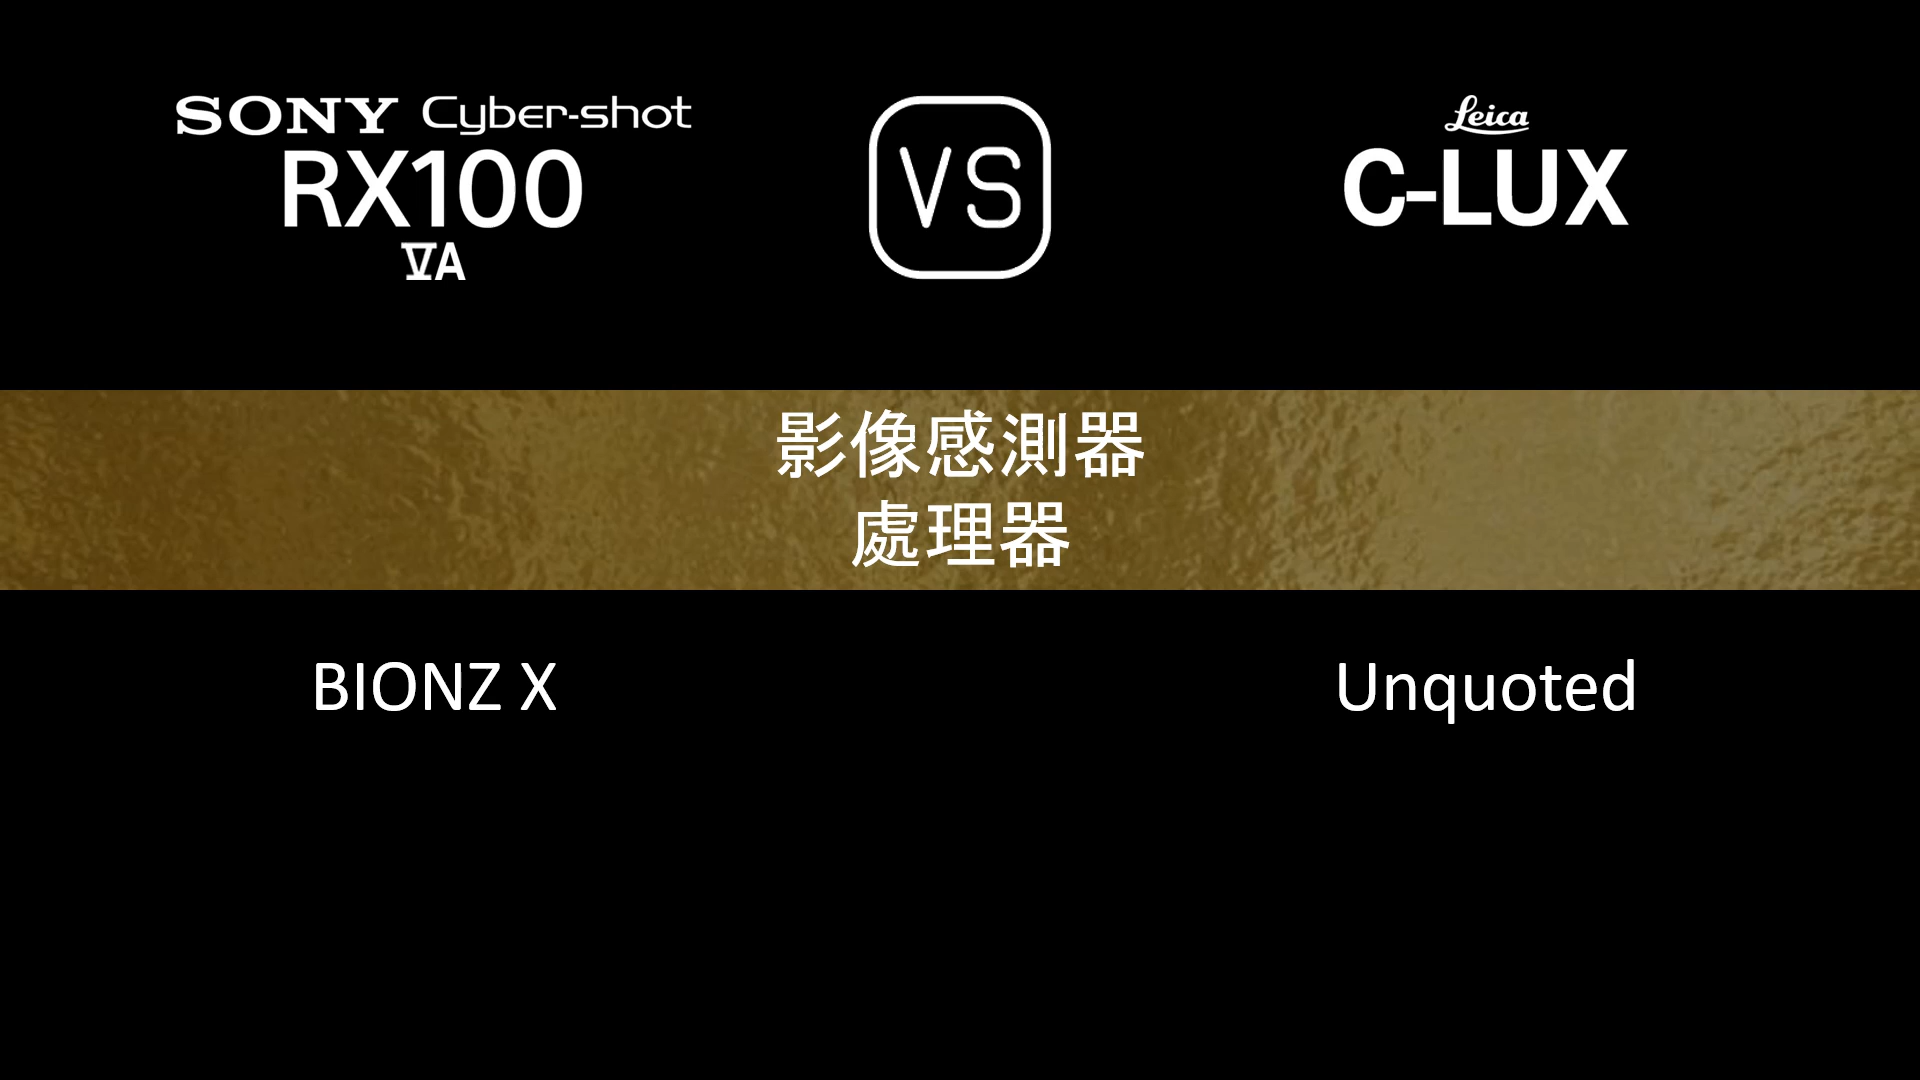 SONY Cyber-shot
RX100
VA
VS
Leica
C-LUX
影像感測器
處理器
BIONZ X
Unquoted